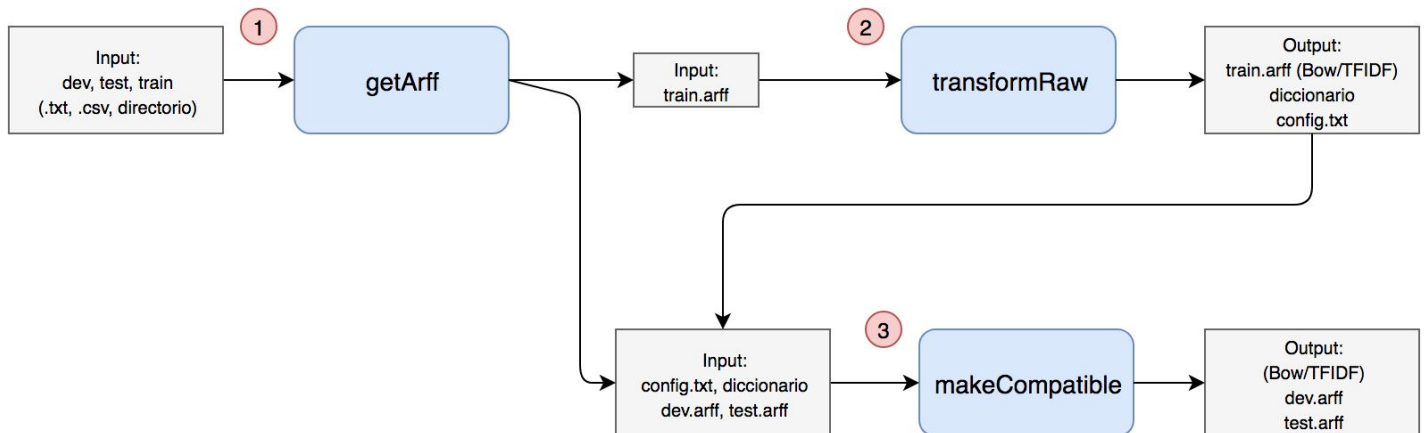 1
Input:
dev, test, train
(.txt, .csv, directorio)
getArff
Input:
train.arff
2
transformRaw
Output:
train.arff (Bow/TFIDF)
diccionario
config.txt
Input:
config.txt, diccionario
dev.arff, test.arff
3
makeCompatible
Output:
(Bow/TFIDF)
dev.arff
test.arff